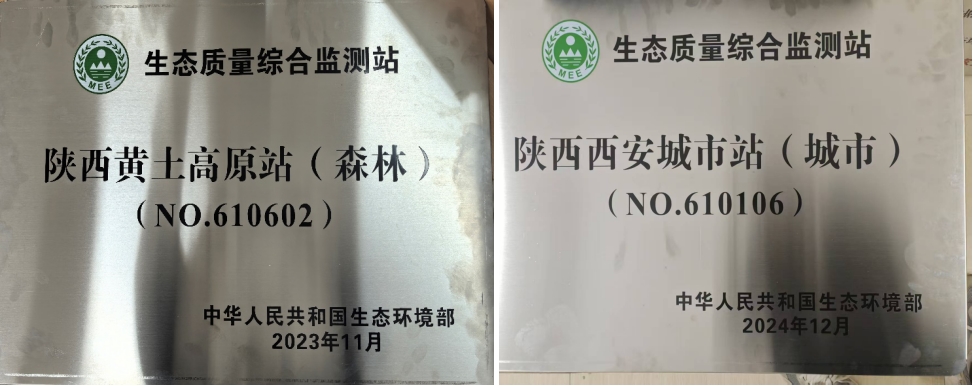 MEE
生态质量综合监测站
陕西黄土高原站（森林）
（NO.610602）
中华人民共和国生态环境部
2023年11月
MEE
生态质量综合监测站
陕西西安城市站（城市）
（NO.610106）
中华人民共和国生态环境部
2024年12月